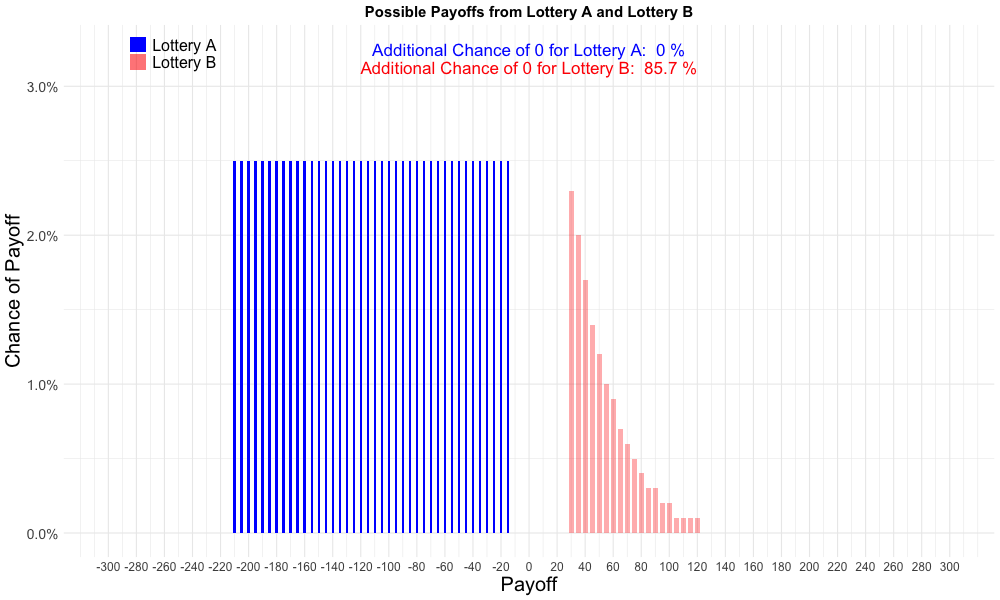 Possible Payoffs from Lottery A and Lottery B
Lottery A
Lottery B
Additional Chance of 0 for Lottery A:  0 %
Additional Chance of 0 for Lottery B:  85.7 %
3.0%
2.0%
1.0%
0.0%
Chance of Payoff
-300 -280 -260 -240 -220 -200 -180 -160 -140 -120 -100 -80 -60 -40 -20 0 20 40 60 80 100 120 140 160 180 200 220 240 260 280 300
Payoff